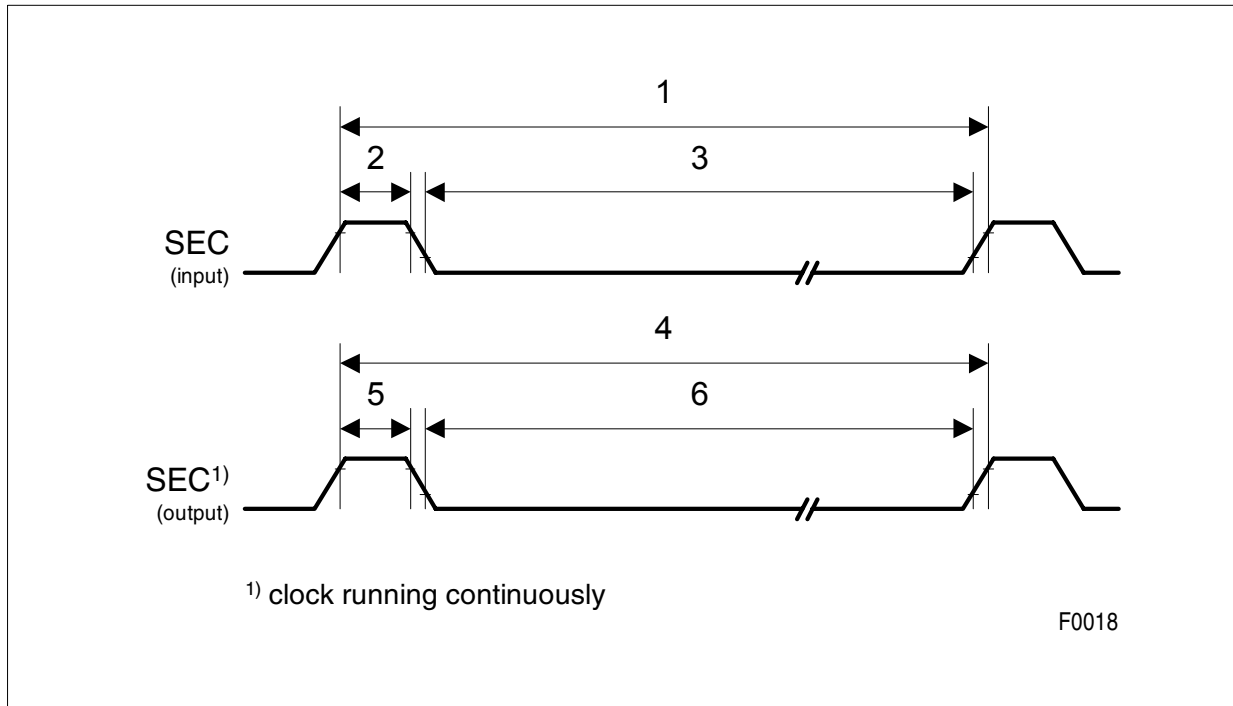 1
2 3
SEC
(input)
4
5 6
SEC1)
(output)
1) clock running continuously
F0018